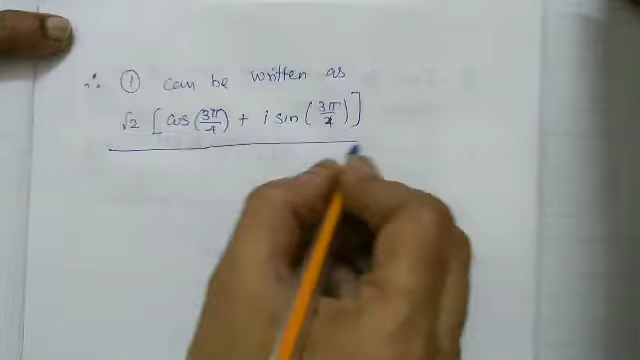 ∴ ① can be written as
√2 [cos(3π/4) + i sin(3π/4)]